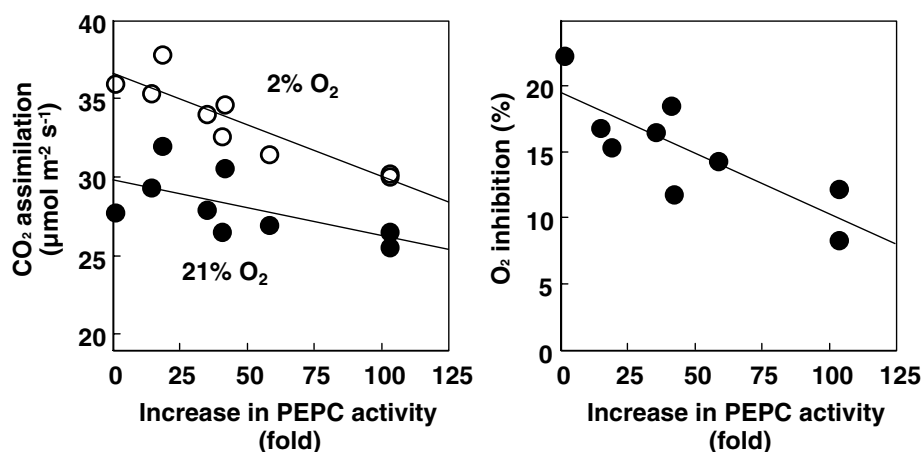 CO₂ assimilation
(µmol m⁻² s⁻¹)
40
35
30
25
20
2% O₂
21% O₂
0 25 50 75 100 125
Increase in PEPC activity
(fold)
O₂ inhibition (%)
20
15
10
5
0
0 25 50 75 100 125
Increase in PEPC activity
(fold)